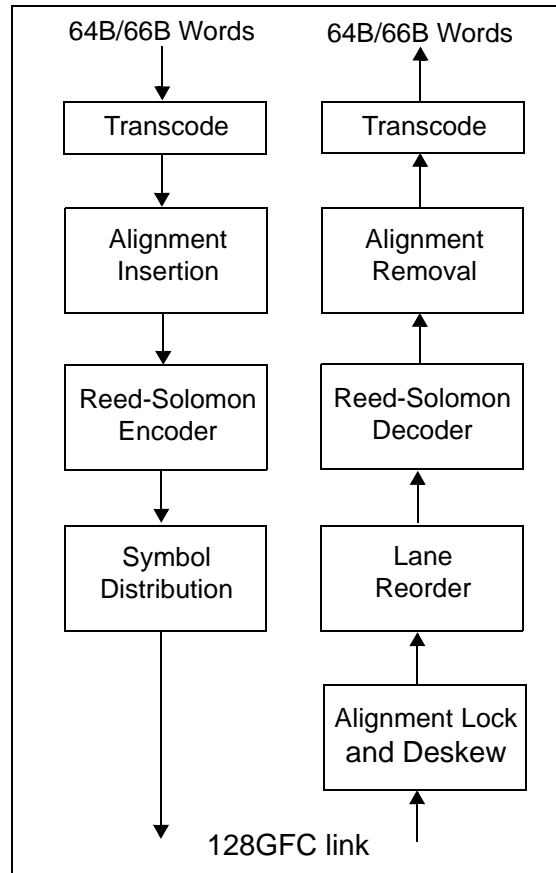 64B/66B Words
Transcode
Alignment
Insertion
Reed-Solomon
Encoder
Symbol
Distribution
64B/66B Words
Transcode
Alignment
Removal
Reed-Solomon
Decoder
Lane
Reorder
Alignment Lock
and Deskew
128GFC link